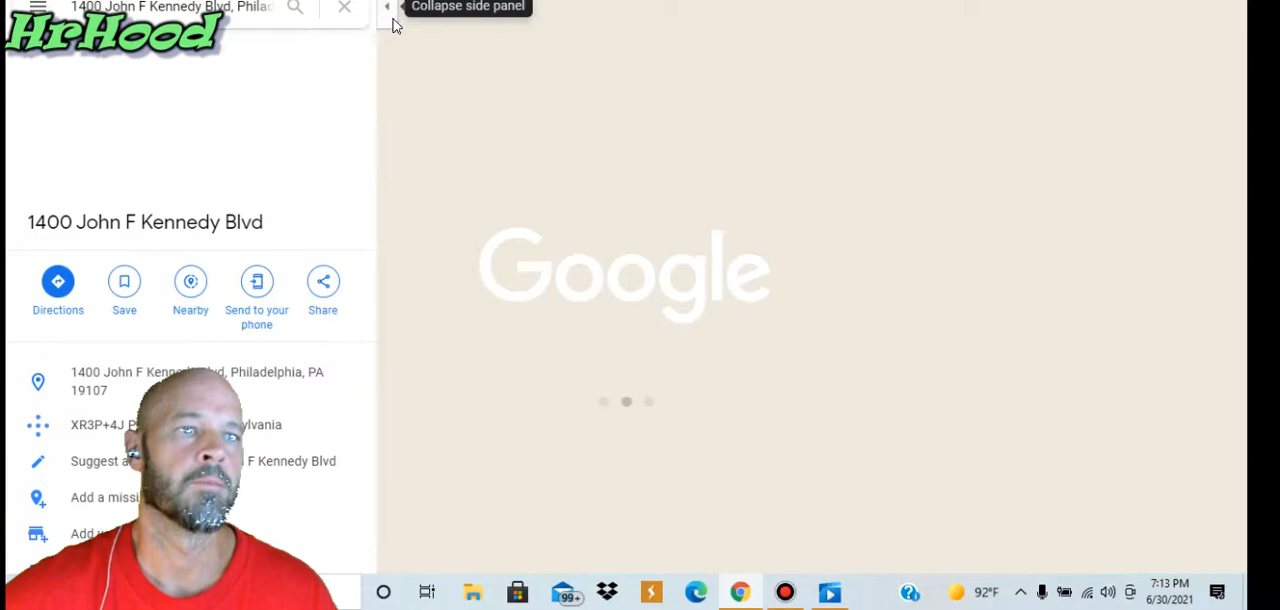 1400 John F Kennedy Blvd, Philad
Collapse side panel
HrHood
Google
1400 John F Kennedy Blvd
Directions
Save
Nearby
Send to your
phone
Share
1400 John F Kenn Blvd, Philadelphia, PA
19107
XR3P+4J P vania
Suggest a F Kennedy Blvd
Add a missi
Add
99+
92°F
7:13 PM
6/30/2021